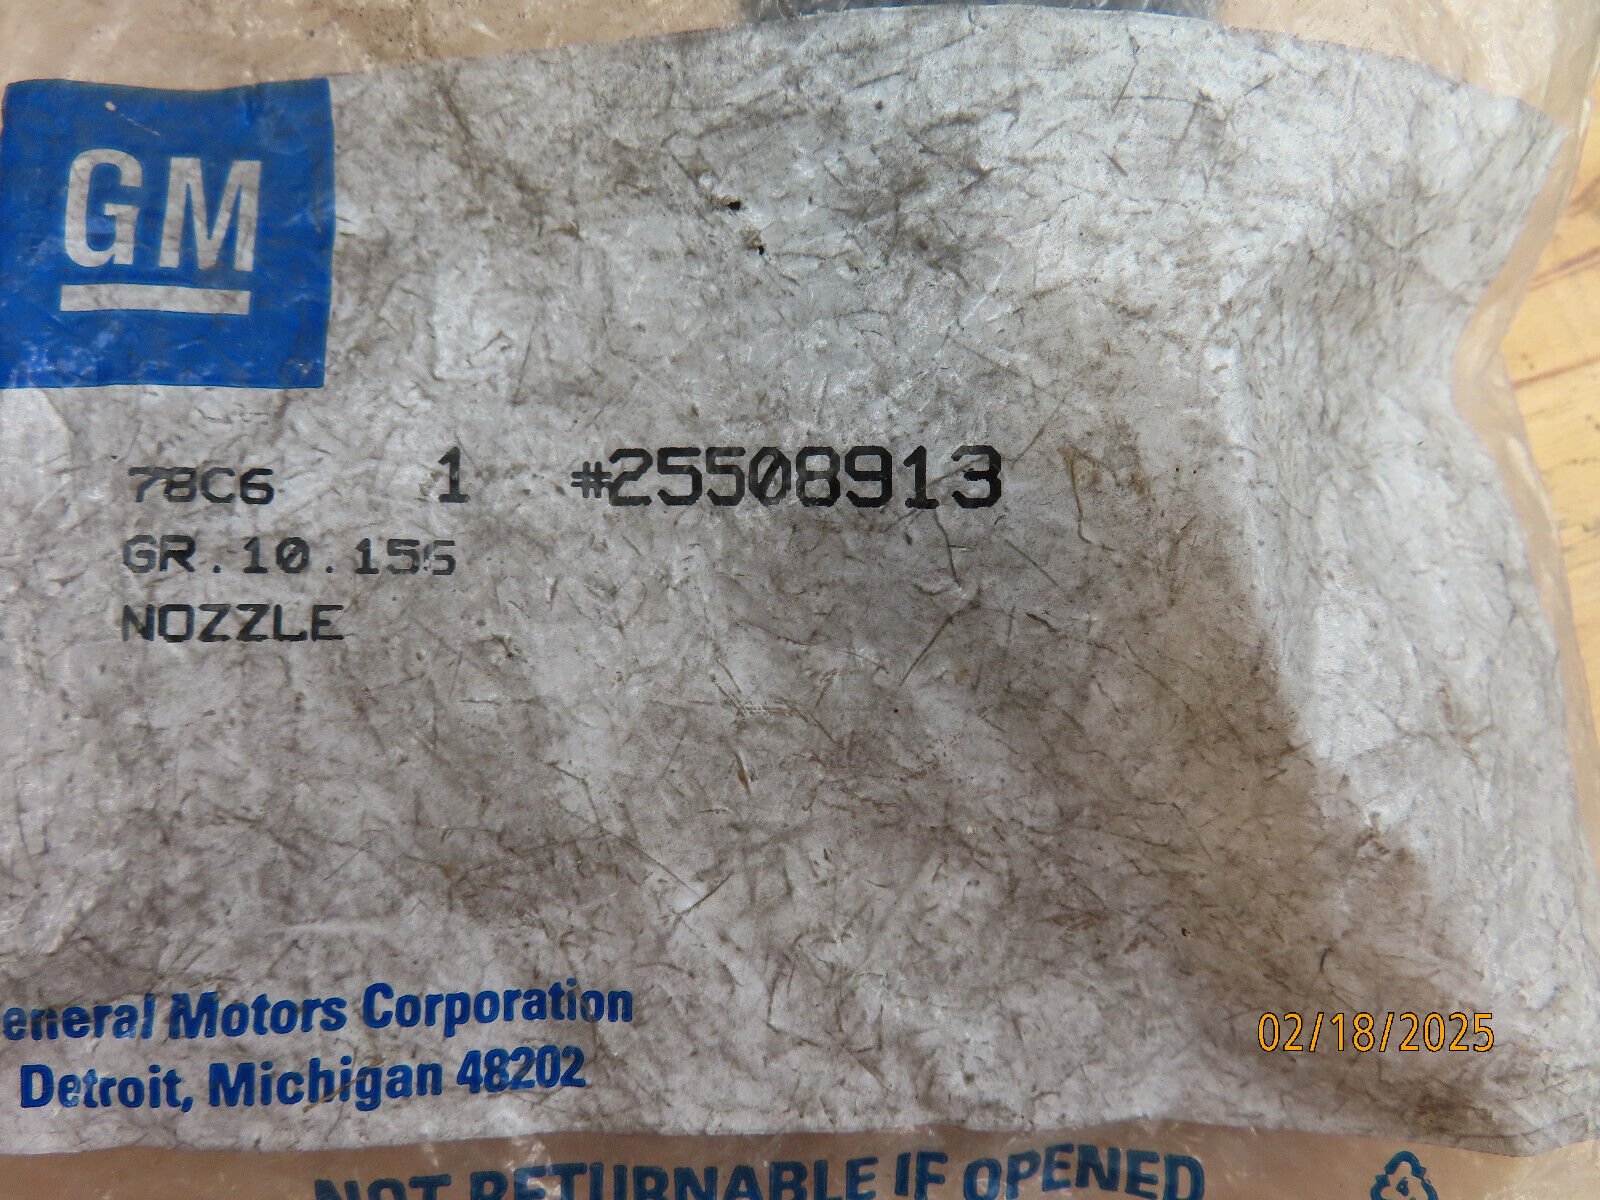 GM
78C6 1 #25508913
GR.10.156
NOZZLE
eneral Motors Corporation
Detroit, Michigan 48202
02/18/2025
NOT RETURNABLE IF OPENED
4